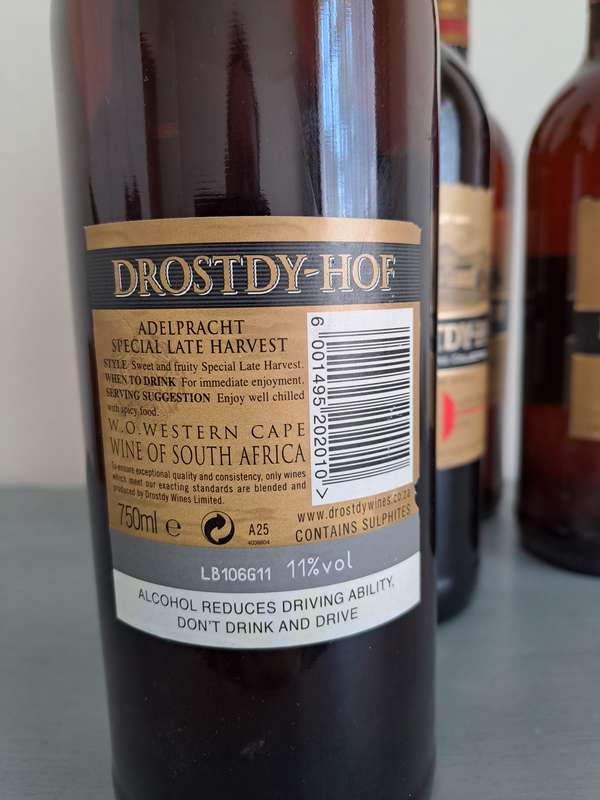 DROSTDY-HOF
ADELPRACHT
SPECIAL LATE HARVEST
STYLE Sweet and fruity Special Late Harvest.
WHEN TO DRINK For immediate enjoyment.
SERVING SUGGESTION Enjoy well chilled
with spicy food.
W.O. WESTERN CAPE
WINE OF SOUTH AFRICA
To ensure exceptional quality and consistency, only wines
which meet our exacting standards are blended and
produced by Drostdy Wines Limited.
750ml e
A25
6 001495 202010 >
www.drostdywines.co.za
CONTAINS SULPHITES
LB106G11 11%vol
ALCOHOL REDUCES DRIVING ABILITY,
DON'T DRINK AND DRIVE